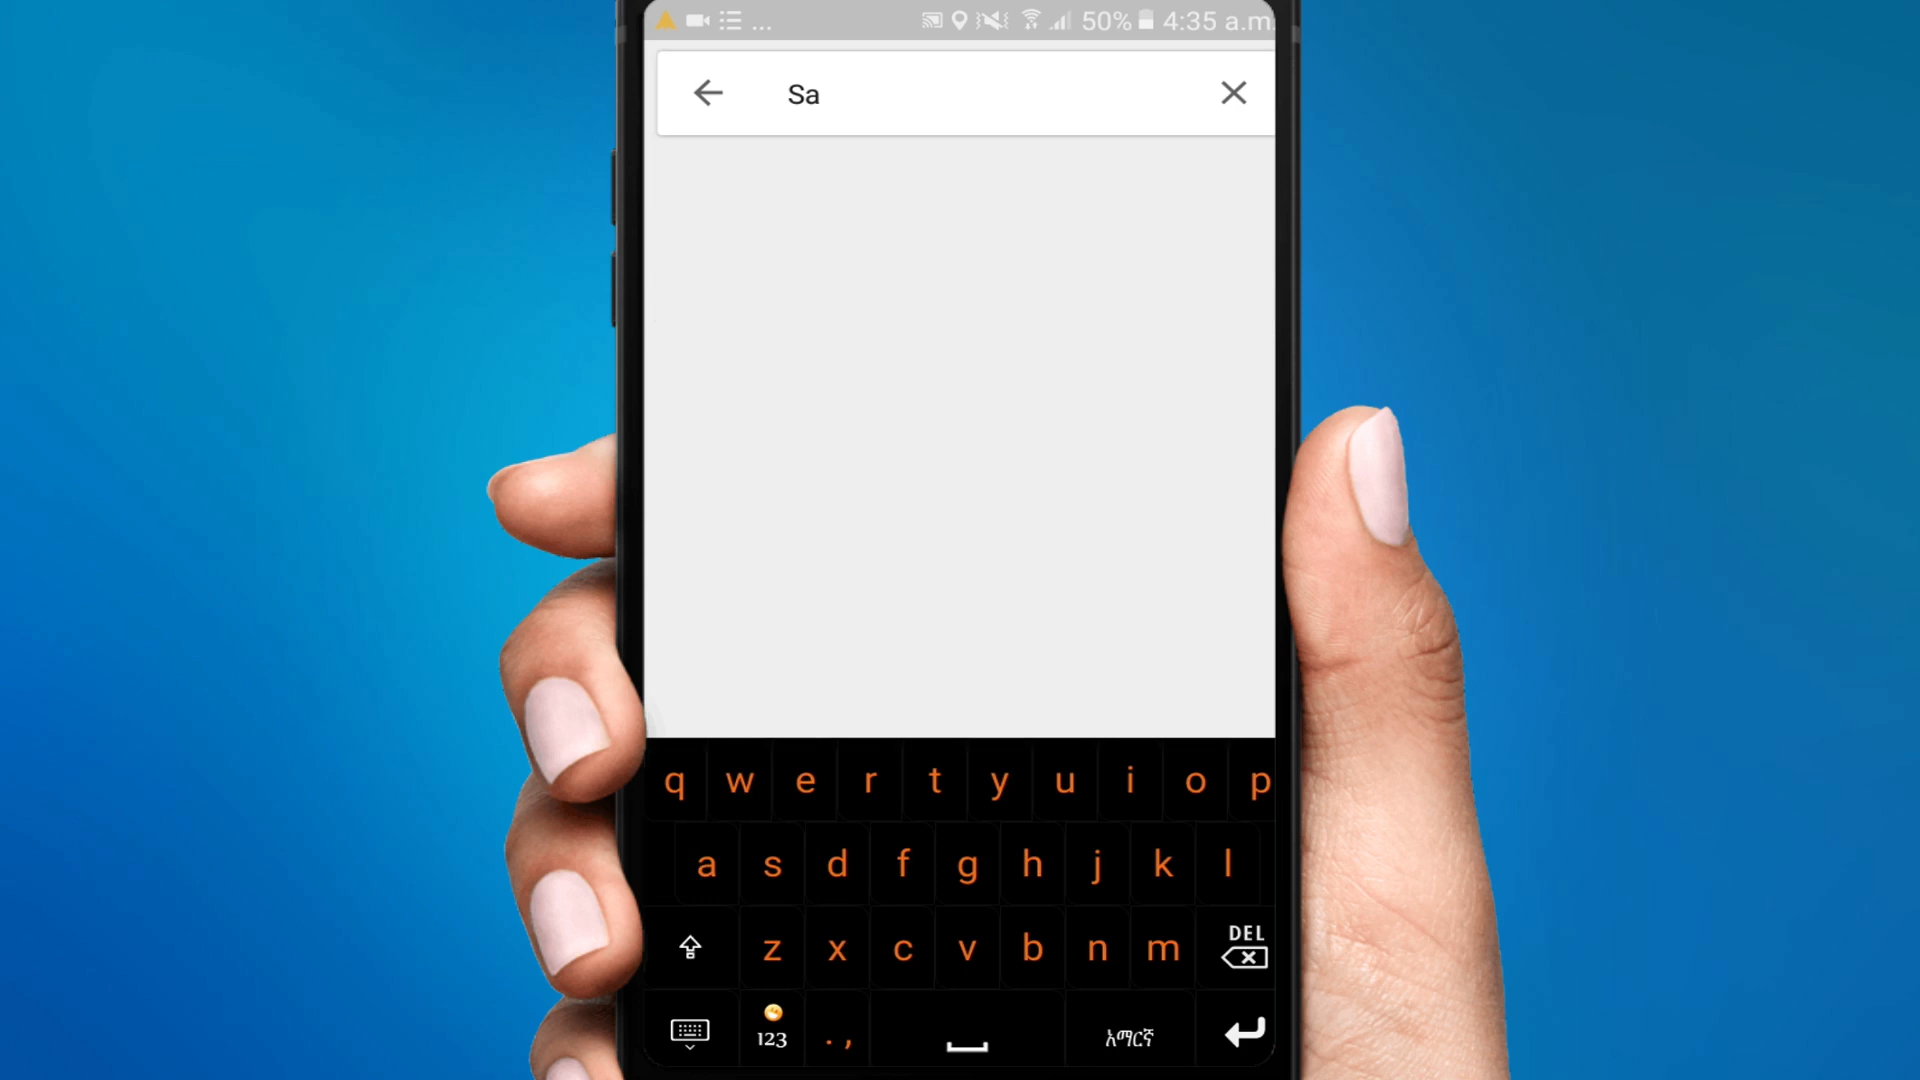 ... 50% 4:35 a.m.
Sa
q w e r t y u i o p
a s d f g h j k l
z x c v b n m DEL
123 . , አማርኛ